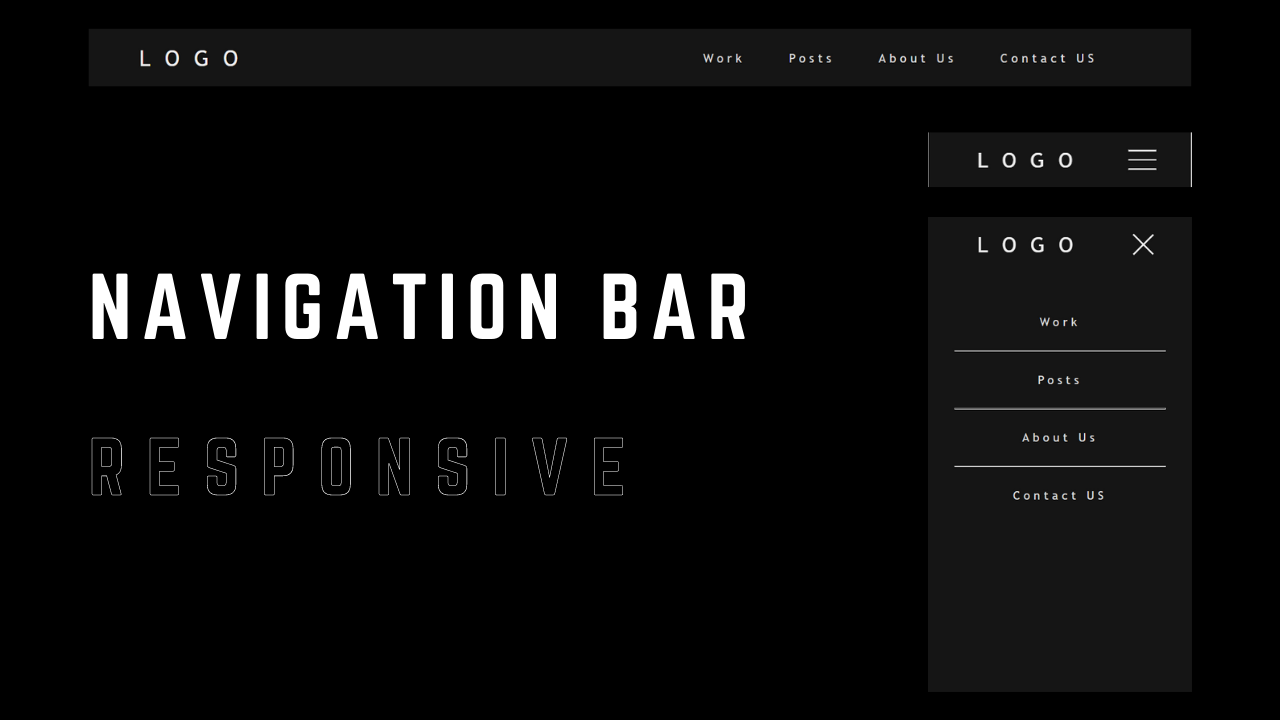 LOGO Work Posts About Us Contact US
LOGO
LOGO
NAVIGATION BAR
Work
Posts
About Us
RESPONSIVE
Contact US